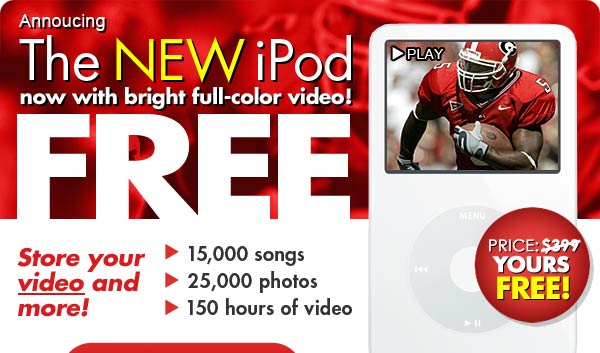 Annoucing
The NEW iPod
now with bright full-color video!
FREE
PLAY
MENU
Store your
video and
more!
15,000 songs
25,000 photos
150 hours of video
PRICE: $399
YOURS
FREE!